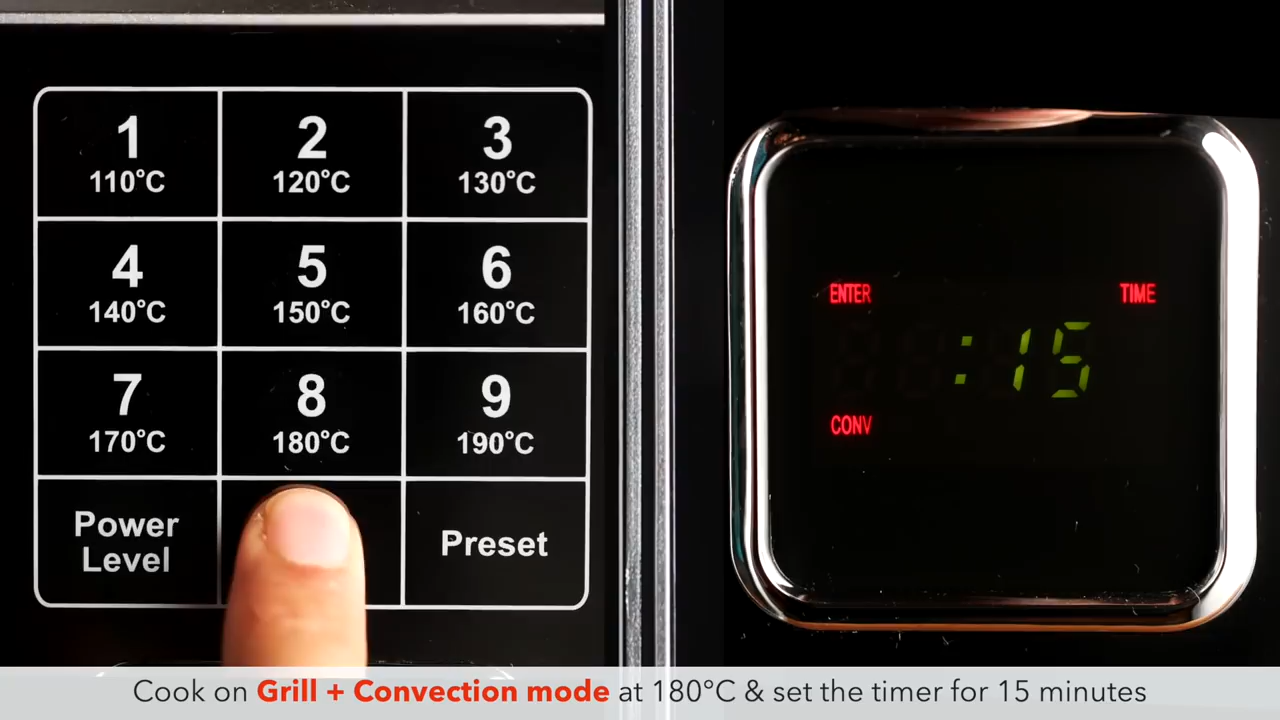 1
110°C
2
120°C
3
130°C
4
140°C
5
150°C
6
160°C
7
170°C
8
180°C
9
190°C
Power
Level
Preset
ENTER
TIME
:15
CONV
Cook on Grill + Convection mode at 180°C & set the timer for 15 minutes